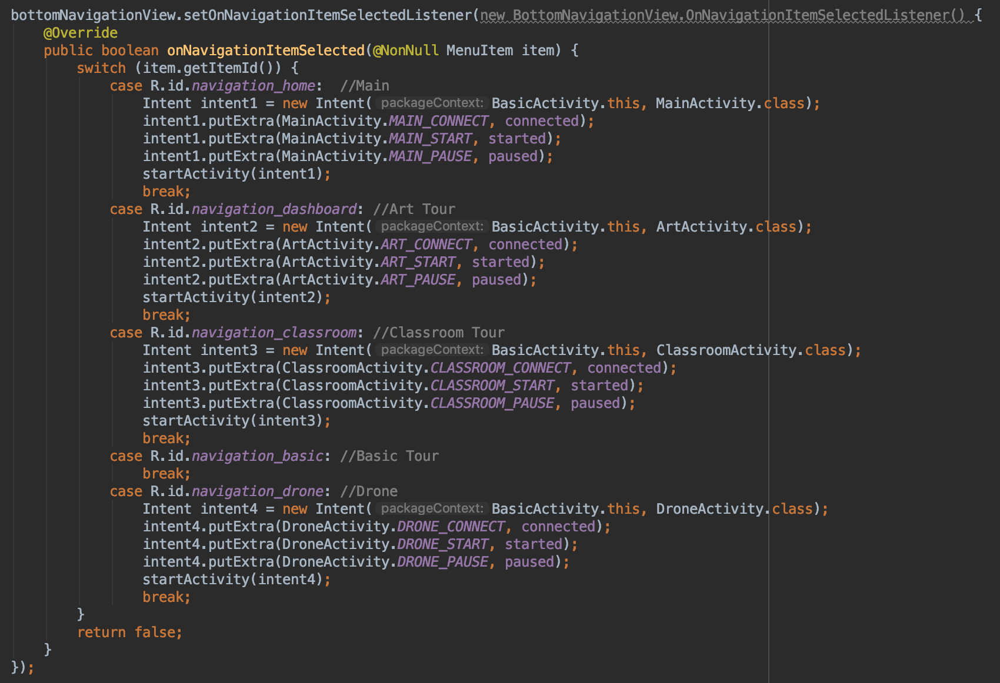 bottomNavigationView.setOnNavigationItemSelectedListener(new BottomNavigationView.OnNavigationItemSelectedListener() {
    @Override
    public boolean onNavigationItemSelected(@NonNull MenuItem item) {
        switch (item.getItemId()) {
            case R.id.navigation_home:  //Main
                Intent intent1 = new Intent( packageContext: BasicActivity.this, MainActivity.class);
                intent1.putExtra(MainActivity.MAIN_CONNECT, connected);
                intent1.putExtra(MainActivity.MAIN_START, started);
                intent1.putExtra(MainActivity.MAIN_PAUSE, paused);
                startActivity(intent1);
                break;
            case R.id.navigation_dashboard: //Art Tour
                Intent intent2 = new Intent( packageContext: BasicActivity.this, ArtActivity.class);
                intent2.putExtra(ArtActivity.ART_CONNECT, connected);
                intent2.putExtra(ArtActivity.ART_START, started);
                intent2.putExtra(ArtActivity.ART_PAUSE, paused);
                startActivity(intent2);
                break;
            case R.id.navigation_classroom: //Classroom Tour
                Intent intent3 = new Intent( packageContext: BasicActivity.this, ClassroomActivity.class);
                intent3.putExtra(ClassroomActivity.CLASSROOM_CONNECT, connected);
                intent3.putExtra(ClassroomActivity.CLASSROOM_START, started);
                intent3.putExtra(ClassroomActivity.CLASSROOM_PAUSE, paused);
                startActivity(intent3);
                break;
            case R.id.navigation_basic: //Basic Tour
                break;
            case R.id.navigation_drone: //Drone
                Intent intent4 = new Intent( packageContext: BasicActivity.this, DroneActivity.class);
                intent4.putExtra(DroneActivity.DRONE_CONNECT, connected);
                intent4.putExtra(DroneActivity.DRONE_START, started);
                intent4.putExtra(DroneActivity.DRONE_PAUSE, paused);
                startActivity(intent4);
                break;
        }
        return false;
    }
});